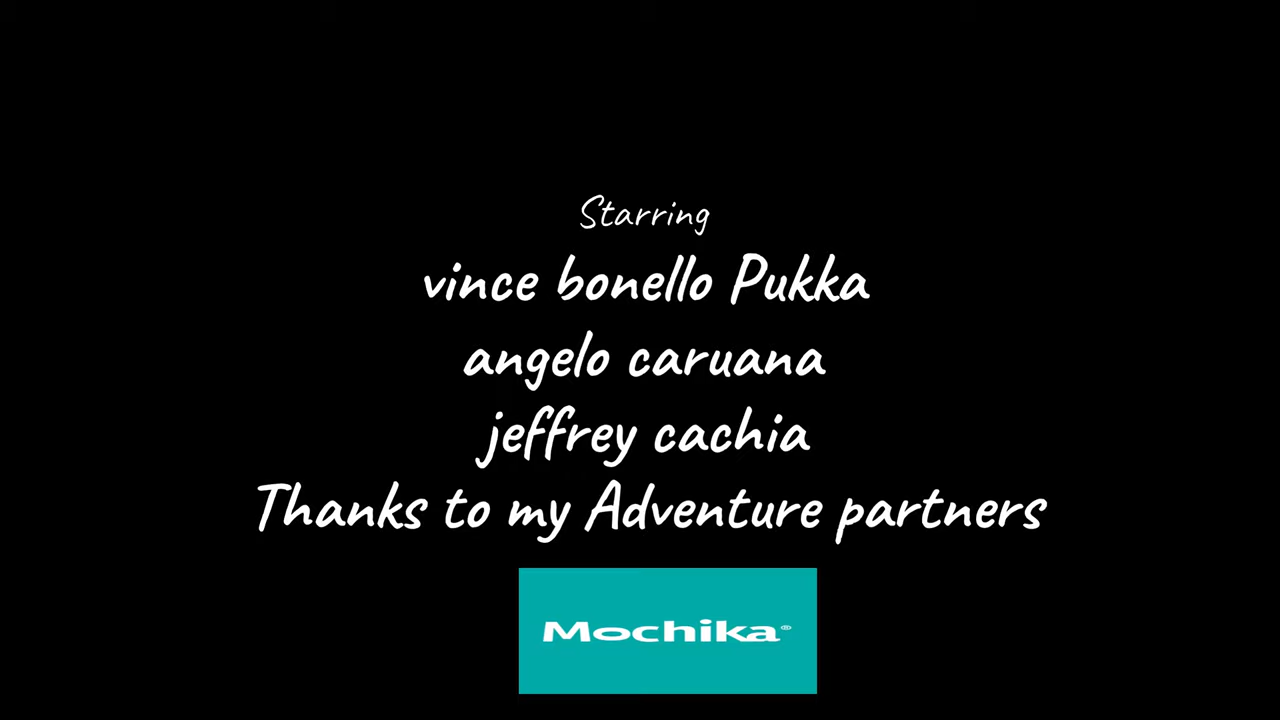 Starring
vince bonello Pukka
angelo caruana
jeffrey cachia
Thanks to my Adventure partners
Mochika®